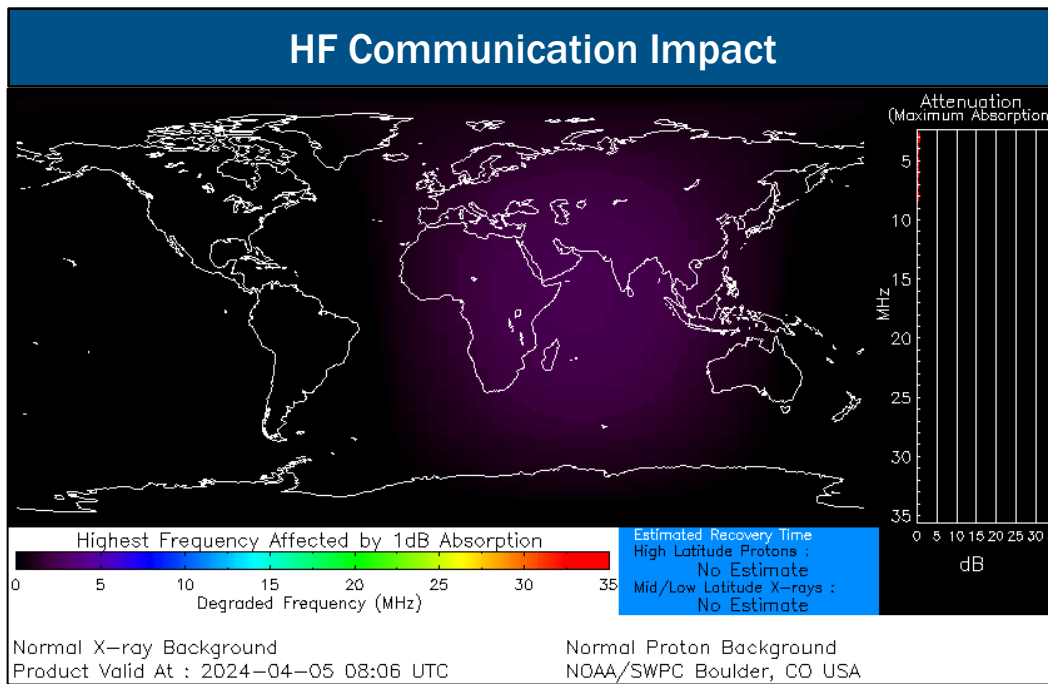 HF Communication Impact
Attenuation
(Maximum Absorption
5
10
15
20
25
30
35
MHz
0 5 10 15 20 25 30
dB
Highest Frequency Affected by 1dB Absorption
0 5 10 15 20 25 30 35
Degraded Frequency (MHz)
Estimated Recovery Time
High Latitude Protons :
No Estimate
Mid/Low Latitude X-rays :
No Estimate
Normal X-ray Background
Product Valid At : 2024-04-05 08:06 UTC
Normal Proton Background
NOAA/SWPC Boulder, CO USA